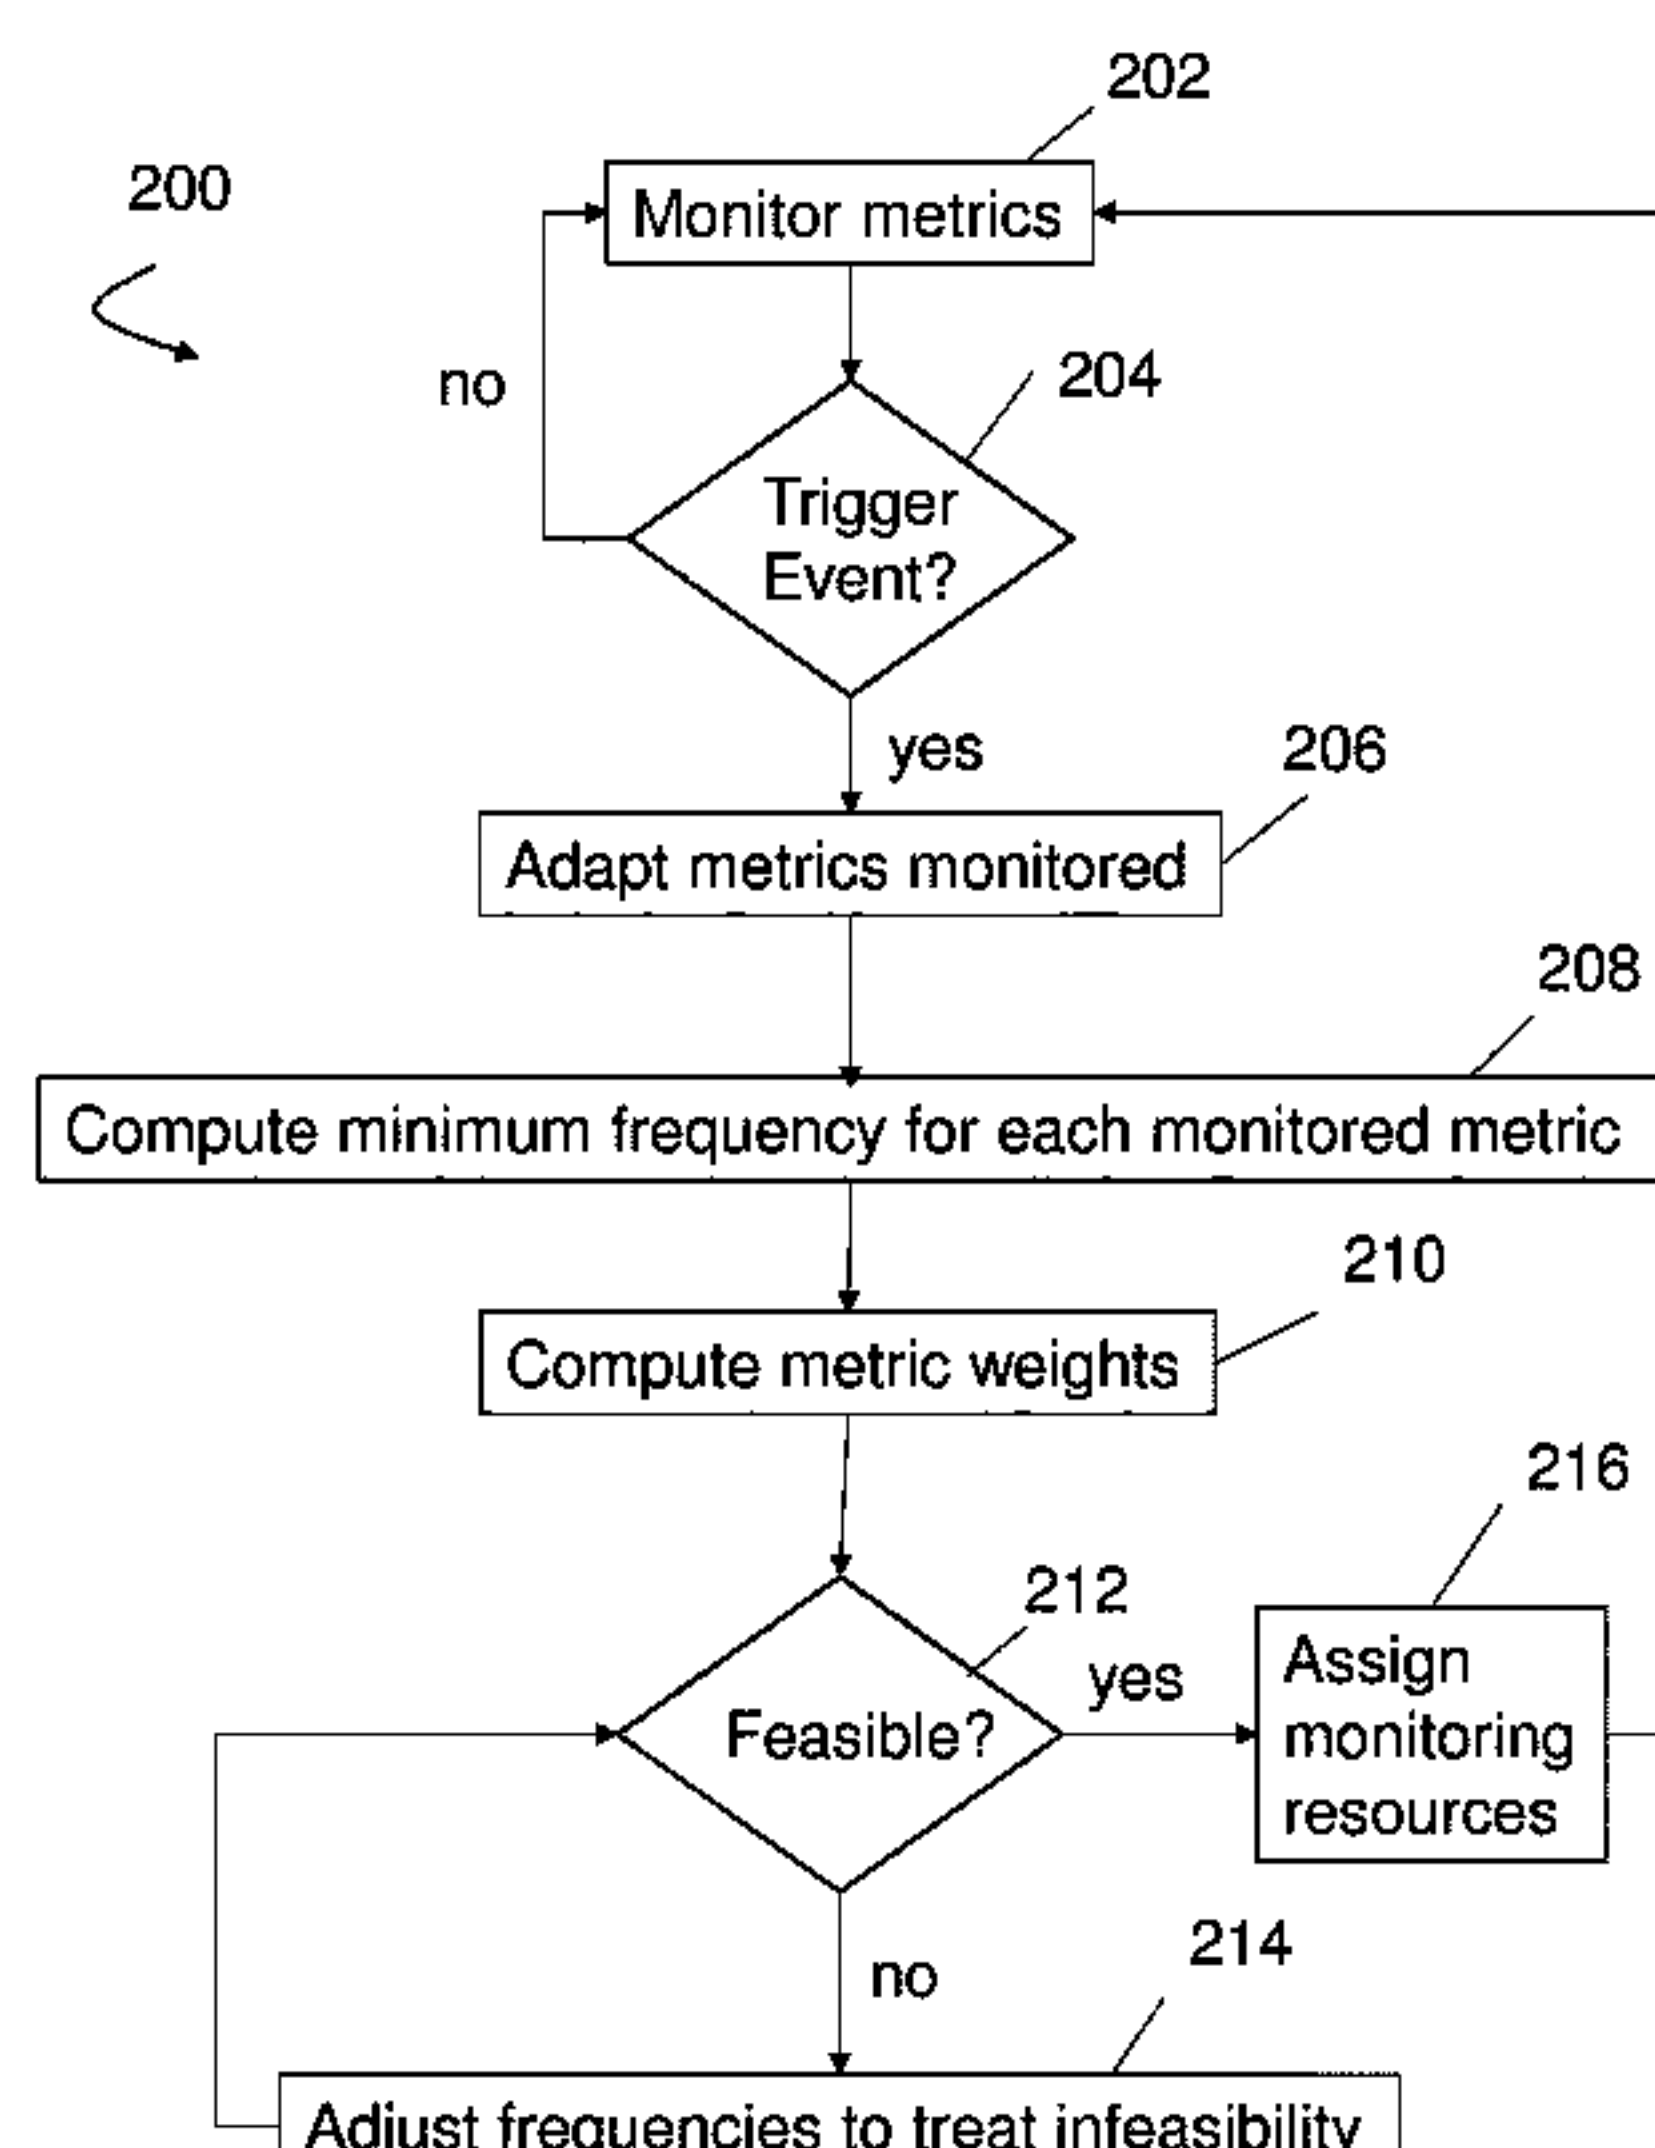 202
200
Monitor metrics
no
204
Trigger
Event?
yes
206
Adapt metrics monitored
208
Compute minimum frequency for each monitored metric
210
Compute metric weights
216
212
yes
Assign
monitoring
resources
Feasible?
no
214
Adjust frequencies to treat infeasibility